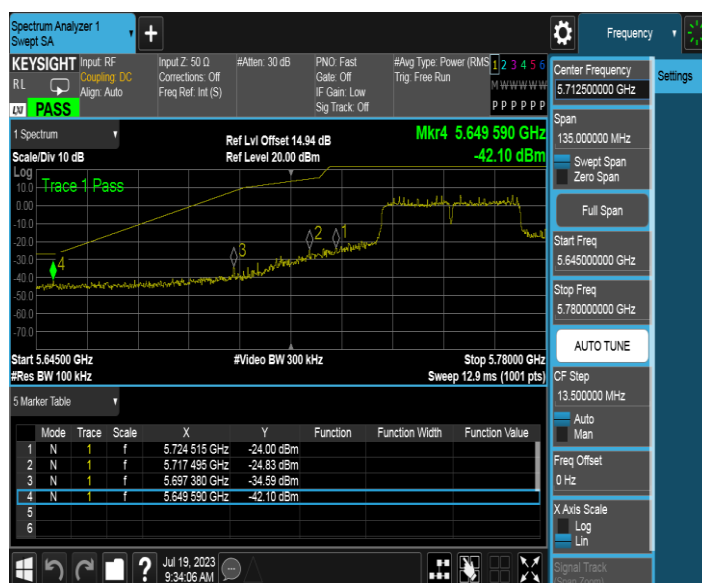 Spectrum Analyzer 1
Swept SA
Frequency
KEYSIGHT
RL
LXI
PASS
Input: RF
Coupling: DC
Align: Auto
Input Z: 50 Ω
Corrections: Off
Freq Ref: Int (S)
#Atten: 30 dB
PNO: Fast
Gate: Off
IF Gain: Low
Sig Track: Off
#Avg Type: Power (RMS
Trig: Free Run
1 2 3 4 5 6
M W W W W W
P P P P P P
1 Spectrum
Scale/Div 10 dB
Ref Lvl Offset 14.94 dB
Ref Level 20.00 dBm
Mkr4 5.649 590 GHz
-42.10 dBm
Log
Trace 1 Pass
10.0
0.00
-10.0
-20.0
-30.0
-40.0
-50.0
-60.0
-70.0
4
3
2
1
Start 5.64500 GHz
#Video BW 300 kHz
Stop 5.78000 GHz
#Res BW 100 kHz
Sweep 12.9 ms (1001 pts)
5 Marker Table
Mode Trace Scale X Y Function Function Width Function Value
1 N 1 f 5.724 515 GHz -24.00 dBm
2 N 1 f 5.717 495 GHz -24.83 dBm
3 N 1 f 5.697 380 GHz -34.59 dBm
4 N 1 f 5.649 590 GHz -42.10 dBm
5
6
?
Jul 19, 2023
9:34:06 AM
Center Frequency
5.712500000 GHz
Settings
Span
135.000000 MHz
Swept Span
Zero Span
Full Span
Start Freq
5.645000000 GHz
Stop Freq
5.780000000 GHz
AUTO TUNE
CF Step
13.500000 MHz
Auto
Man
Freq Offset
0 Hz
X Axis Scale
Log
Lin
Signal Track
(Span Zoom)